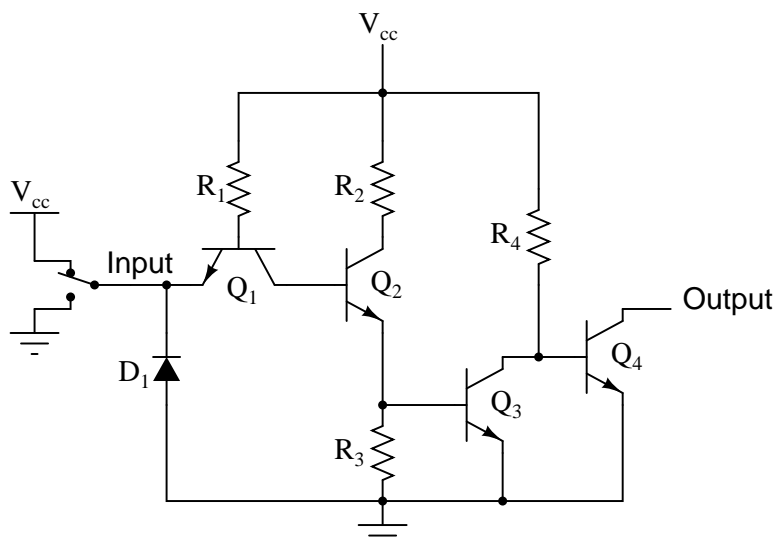 Vcc
R1
R2
Vcc
R4
Input
Q1
Q2
Output
D1
Q3
Q4
R3